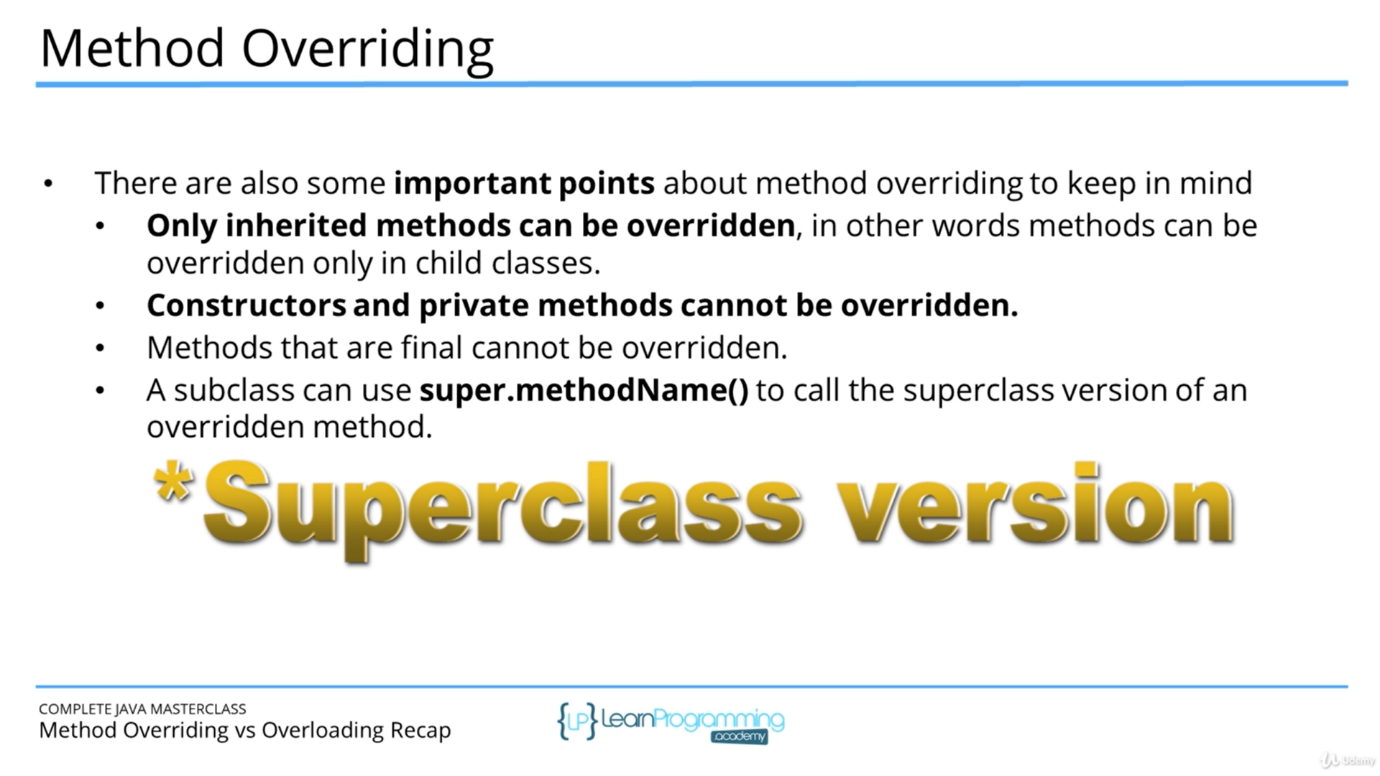 Method Overriding
• There are also some important points about method overriding to keep in mind
• Only inherited methods can be overridden, in other words methods can be
overridden only in child classes.
• Constructors and private methods cannot be overridden.
• Methods that are final cannot be overridden.
• A subclass can use super.methodName() to call the superclass version of an
overridden method.
*Superclass version
COMPLETE JAVA MASTERCLASS
Method Overriding vs Overloading Recap
{LP} LearnProgramming
.academy
Udemy